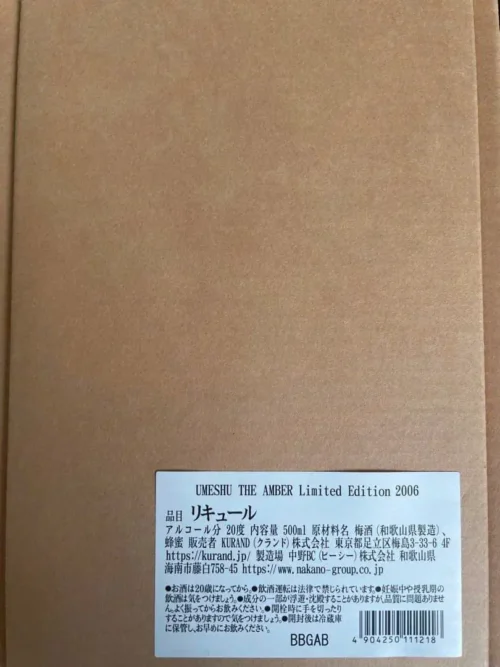 UMESHU THE AMBER Limited Edition 2006
品目 リキュール
アルコール分 20度 内容量 500ml 原材料名 梅酒(和歌山県製造)、
蜂蜜 販売者 KURAND(クランド)株式会社 東京都足立区梅島3-33-6 4F
https://kurand.jp/ 製造場 中野BC(ビーシー)株式会社 和歌山県
海南市藤白758-45 https://www.nakano-group.co.jp
●お酒は20歳になってから。●飲酒運転は法律で禁じられています。●妊娠中や授乳期の
飲酒は気をつけましょう。●成分の一部が浮遊・沈殿することがありますが、品質に問題ありませ
ん。よく振ってからお飲みください。●開栓時に手を切ったり
することがありますので気をつけましょう。●開封後は冷蔵庫
に保管し、お早めにお飲みください。
BBGAB
4 904250 111218